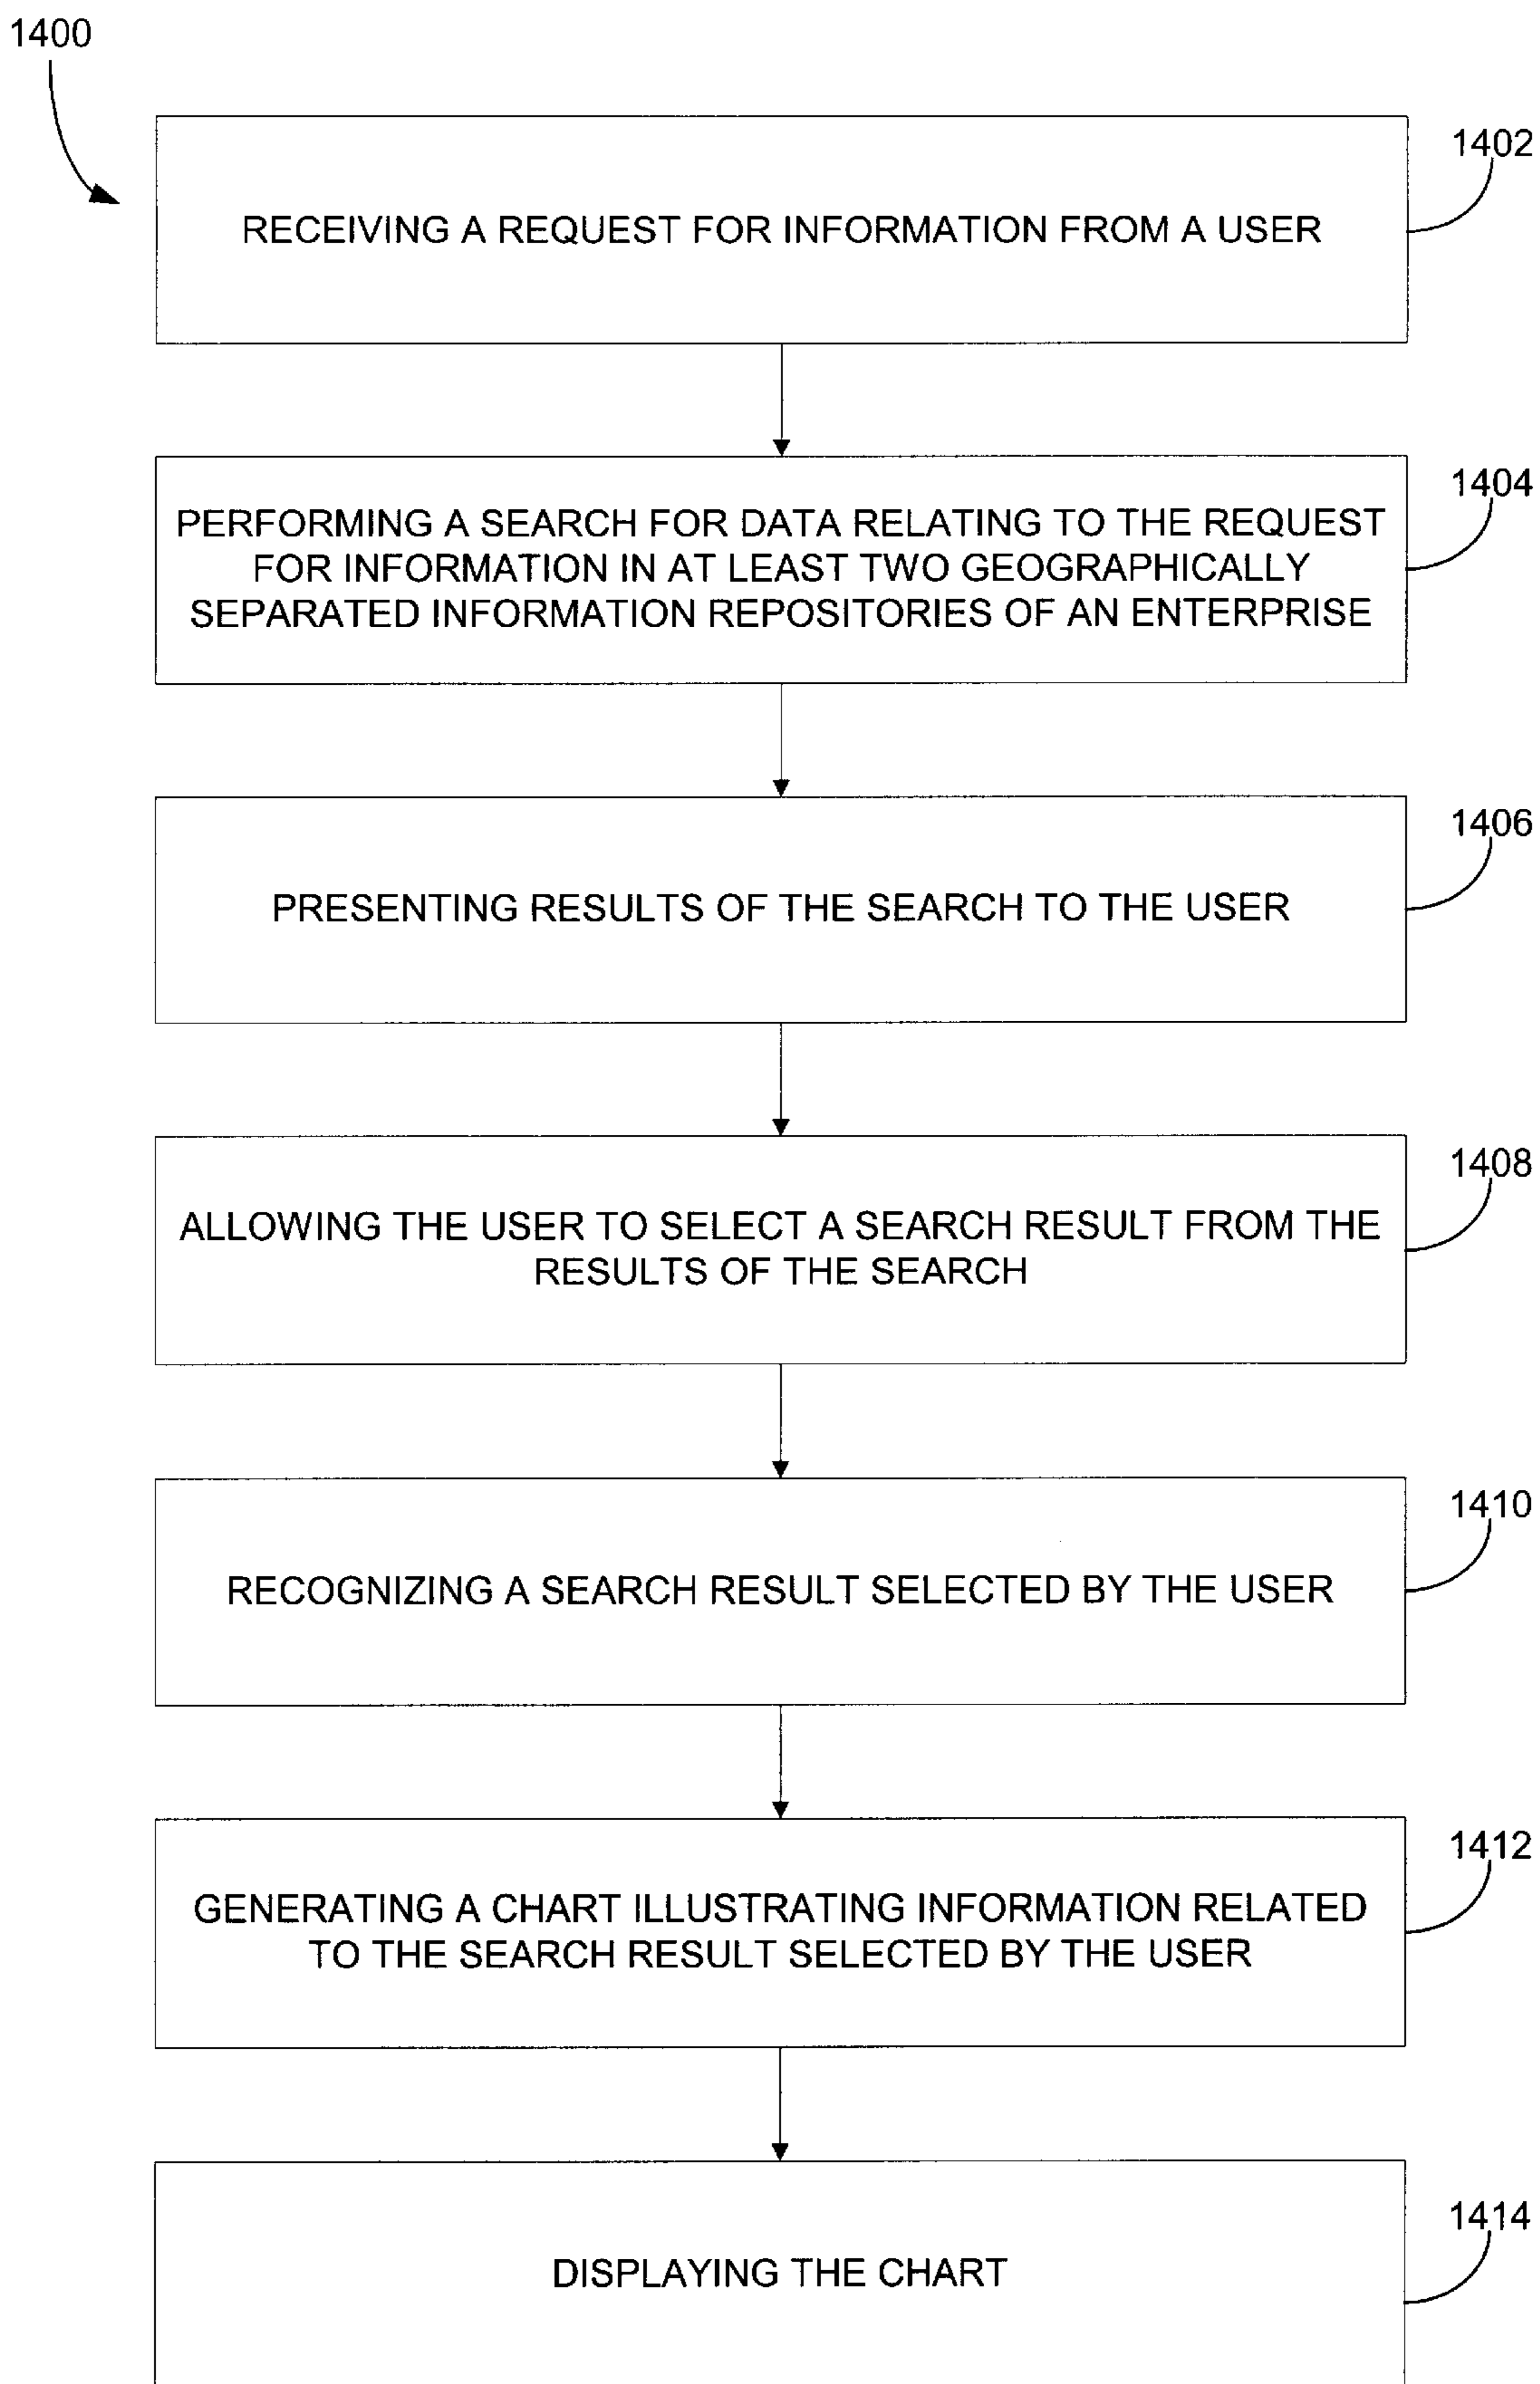 1400
1402
RECEIVING A REQUEST FOR INFORMATION FROM A USER
1404
PERFORMING A SEARCH FOR DATA RELATING TO THE REQUEST
FOR INFORMATION IN AT LEAST TWO GEOGRAPHICALLY
SEPARATED INFORMATION REPOSITORIES OF AN ENTERPRISE
1406
PRESENTING RESULTS OF THE SEARCH TO THE USER
1408
ALLOWING THE USER TO SELECT A SEARCH RESULT FROM THE
RESULTS OF THE SEARCH
1410
RECOGNIZING A SEARCH RESULT SELECTED BY THE USER
1412
GENERATING A CHART ILLUSTRATING INFORMATION RELATED
TO THE SEARCH RESULT SELECTED BY THE USER
1414
DISPLAYING THE CHART